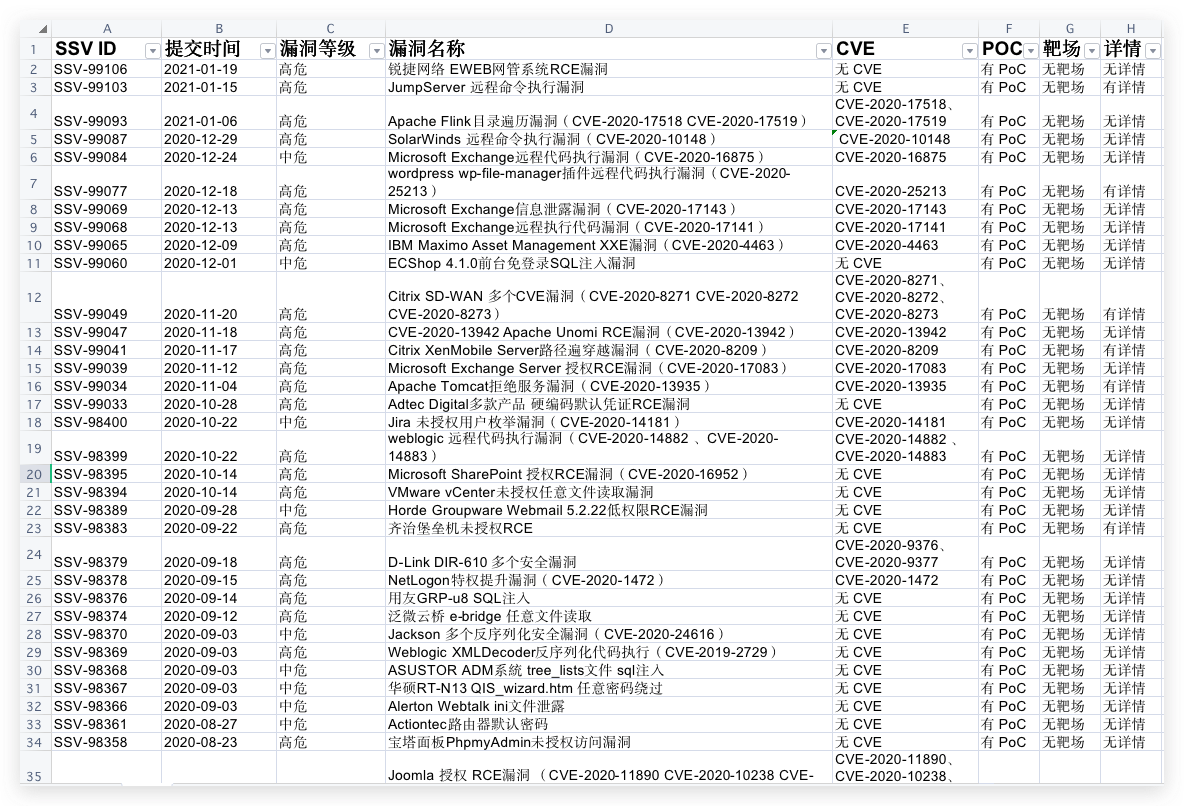 A B C D E F G H
1 SSV ID 提交时间 漏洞等级 漏洞名称 CVE POC 靶场 详情
2 SSV-99106 2021-01-19 高危 锐捷网络 EWEB网管系统RCE漏洞 无 CVE 有 PoC 无靶场 无详情
3 SSV-99103 2021-01-15 高危 JumpServer 远程命令执行漏洞 无 CVE 有 PoC 无靶场 有详情
CVE-2020-17518、
4 SSV-99093 2021-01-06 高危 Apache Flink目录遍历漏洞（CVE-2020-17518 CVE-2020-17519） CVE-2020-17519 有 PoC 无靶场 无详情
5 SSV-99087 2020-12-29 高危 SolarWinds 远程命令执行漏洞（CVE-2020-10148） CVE-2020-10148 有 PoC 无靶场 无详情
6 SSV-99084 2020-12-24 中危 Microsoft Exchange远程代码执行漏洞（CVE-2020-16875） CVE-2020-16875 有 PoC 无靶场 无详情
wordpress wp-file-manager插件远程代码执行漏洞（CVE-2020-
7 SSV-99077 2020-12-18 高危 25213） CVE-2020-25213 有 PoC 无靶场 有详情
8 SSV-99069 2020-12-13 高危 Microsoft Exchange信息泄露漏洞（CVE-2020-17143） CVE-2020-17143 有 PoC 无靶场 无详情
9 SSV-99068 2020-12-13 高危 Microsoft Exchange远程执行代码漏洞（CVE-2020-17141） CVE-2020-17141 有 PoC 无靶场 无详情
10 SSV-99065 2020-12-09 中危 IBM Maximo Asset Management XXE漏洞（CVE-2020-4463） CVE-2020-4463 有 PoC 无靶场 无详情
11 SSV-99060 2020-12-01 中危 ECShop 4.1.0前台免登录SQL注入漏洞 无 CVE 有 PoC 无靶场 无详情
CVE-2020-8271、
Citrix SD-WAN 多个CVE漏洞（CVE-2020-8271 CVE-2020-8272 CVE-2020-8272、
12 SSV-99049 2020-11-20 高危 CVE-2020-8273） CVE-2020-8273 有 PoC 无靶场 有详情
13 SSV-99047 2020-11-18 高危 CVE-2020-13942 Apache Unomi RCE漏洞（CVE-2020-13942） CVE-2020-13942 有 PoC 无靶场 无详情
14 SSV-99041 2020-11-17 高危 Citrix XenMobile Server路径遍穿越漏洞（CVE-2020-8209） CVE-2020-8209 有 PoC 无靶场 有详情
15 SSV-99039 2020-11-12 高危 Microsoft Exchange Server 授权RCE漏洞（CVE-2020-17083） CVE-2020-17083 有 PoC 无靶场 无详情
16 SSV-99034 2020-11-04 高危 Apache Tomcat拒绝服务漏洞（CVE-2020-13935） CVE-2020-13935 有 PoC 无靶场 有详情
17 SSV-99033 2020-10-28 高危 Adtec Digital多款产品 硬编码默认凭证RCE漏洞 无 CVE 有 PoC 无靶场 无详情
18 SSV-98400 2020-10-22 中危 Jira 未授权用户枚举漏洞（CVE-2020-14181） CVE-2020-14181 有 PoC 无靶场 无详情
weblogic 远程代码执行漏洞（CVE-2020-14882 、CVE-2020- CVE-2020-14882 、
19 SSV-98399 2020-10-22 高危 14883） CVE-2020-14883 有 PoC 无靶场 无详情
20 SSV-98395 2020-10-14 高危 Microsoft SharePoint 授权RCE漏洞（CVE-2020-16952） 无 CVE 有 PoC 无靶场 无详情
21 SSV-98394 2020-10-14 高危 VMware vCenter未授权任意文件读取漏洞 无 CVE 有 PoC 无靶场 无详情
22 SSV-98389 2020-09-28 中危 Horde Groupware Webmail 5.2.22低权限RCE漏洞 无 CVE 有 PoC 无靶场 无详情
23 SSV-98383 2020-09-22 高危 齐治堡垒机未授权RCE 无 CVE 有 PoC 无靶场 有详情
CVE-2020-9376、
24 SSV-98379 2020-09-18 高危 D-Link DIR-610 多个安全漏洞 CVE-2020-9377 有 PoC 无靶场 无详情
25 SSV-98378 2020-09-15 高危 NetLogon特权提升漏洞（CVE-2020-1472） CVE-2020-1472 有 PoC 无靶场 无详情
26 SSV-98376 2020-09-14 高危 用友GRP-u8 SQL注入 无 CVE 有 PoC 无靶场 无详情
27 SSV-98374 2020-09-12 高危 泛微云桥 e-bridge 任意文件读取 无 CVE 有 PoC 无靶场 无详情
28 SSV-98370 2020-09-03 中危 Jackson 多个反序列化安全漏洞（CVE-2020-24616） 无 CVE 有 PoC 无靶场 无详情
29 SSV-98369 2020-09-03 高危 Weblogic XMLDecoder反序列化代码执行（CVE-2019-2729） 无 CVE 有 PoC 无靶场 无详情
30 SSV-98368 2020-09-03 中危 ASUSTOR ADM系統 tree_lists文件 sql注入 无 CVE 有 PoC 无靶场 无详情
31 SSV-98367 2020-09-03 中危 华硕RT-N13 QIS_wizard.htm 任意密码绕过 无 CVE 有 PoC 无靶场 无详情
32 SSV-98366 2020-09-03 中危 Alerton Webtalk ini文件泄露 无 CVE 有 PoC 无靶场 无详情
33 SSV-98361 2020-08-27 中危 Actiontec路由器默认密码 无 CVE 有 PoC 无靶场 无详情
34 SSV-98358 2020-08-23 高危 宝塔面板PhpmyAdmin未授权访问漏洞 无 CVE 有 PoC 无靶场 无详情
CVE-2020-11890、
35 Joomla 授权 RCE漏洞 （CVE-2020-11890 CVE-2020-10238 CVE- CVE-2020-10238、